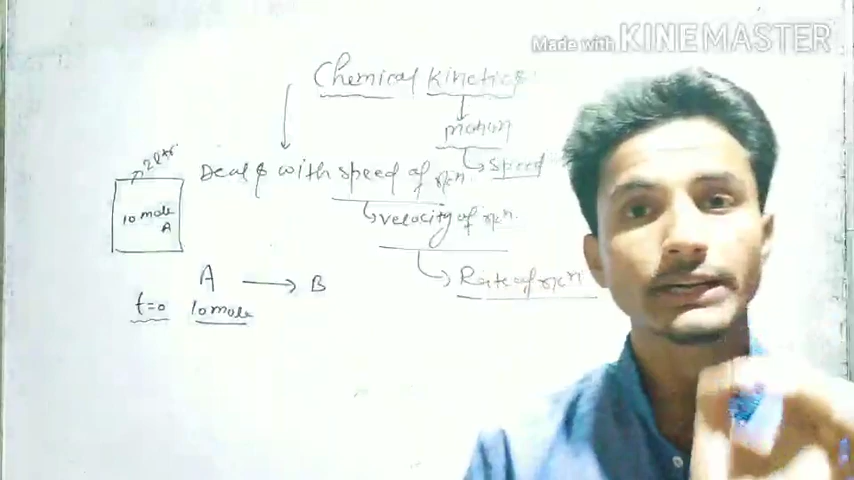 Made with KINEMASTER
Chemical kinetics
motion
speed
Deals with speed of rxn.
velocity of rxn.
Rate of rxn
2 ltr
10 mole
A
A → B
t=0 10 mole